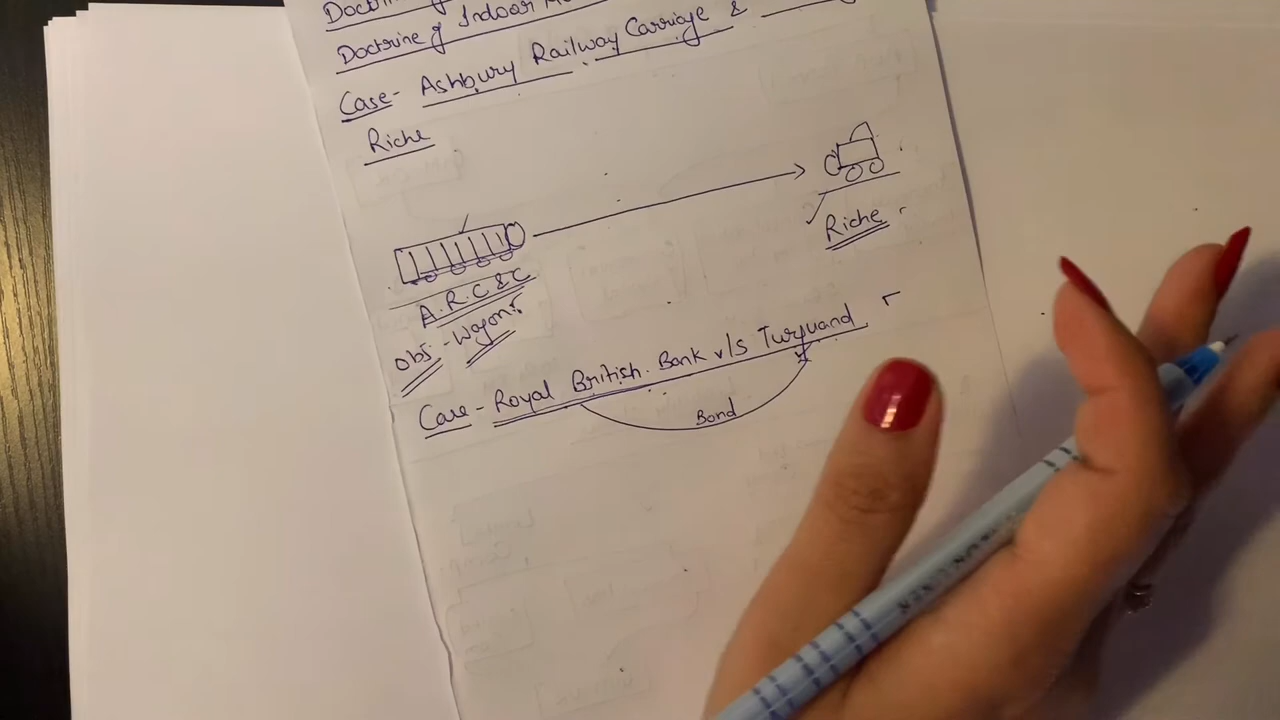 Doctrine of Indoor
Case- Ashbury Railway Carriage &
Riche
Riche
A.R.C & C
Obj.- Wagons
Case- Royal British Bank v/s Turquand
Bond